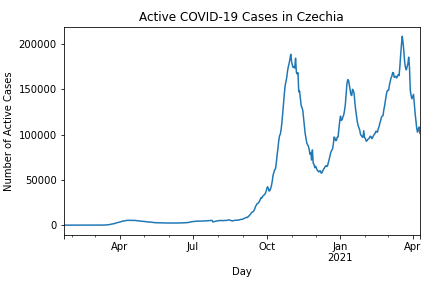 Active COVID-19 Cases in Czechia
Number of Active Cases
200000
150000
100000
50000
0
Apr
Jul
Oct
Jan
2021
Apr
Day